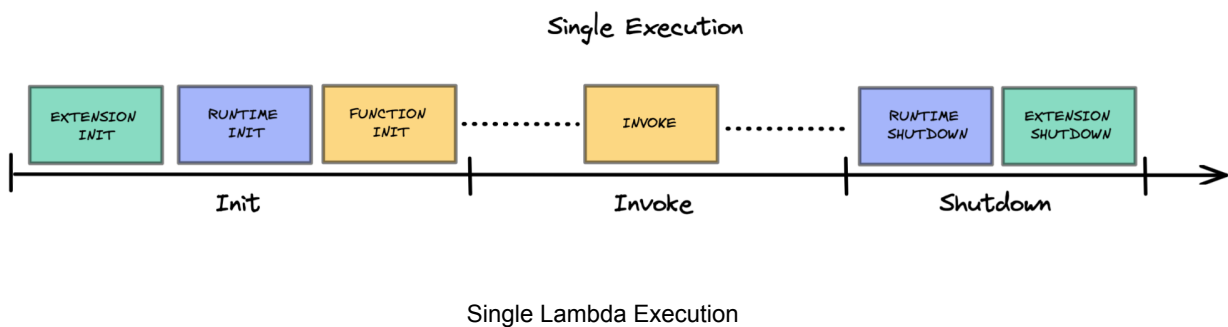 Single Execution
EXTENSION
INIT
RUNTIME
INIT
FUNCTION
INIT
INVOKE
RUNTIME
SHUTDOWN
EXTENSION
SHUTDOWN
Init
Invoke
Shutdown
Single Lambda Execution